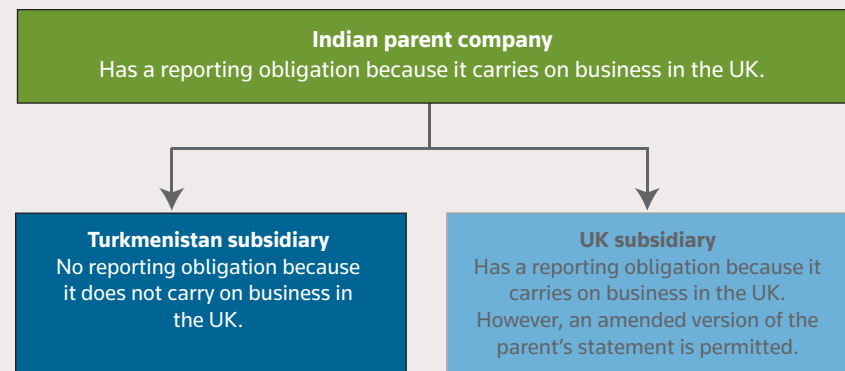 Indian parent company
Has a reporting obligation because it carries on business in the UK.
Turkmenistan subsidiary
No reporting obligation because
it does not carry on business in
the UK.
UK subsidiary
Has a reporting obligation because it
carries on business in the UK.
However, an amended version of the
parent’s statement is permitted.